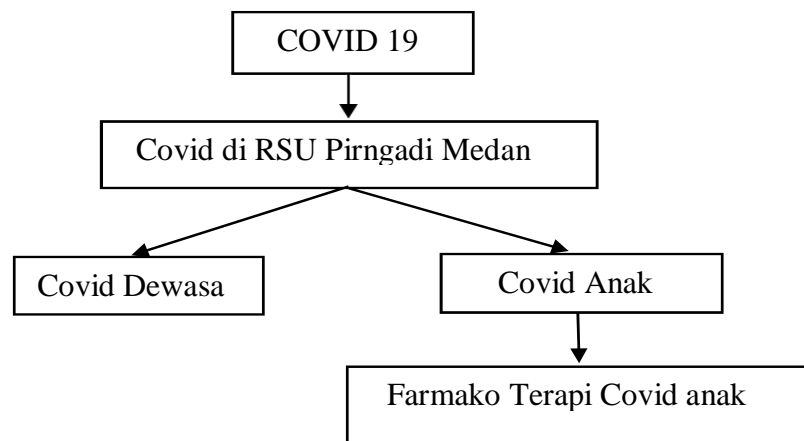 COVID 19
Covid di RSU Pirngadi Medan
Covid Dewasa
Covid Anak
Farmako Terapi Covid anak